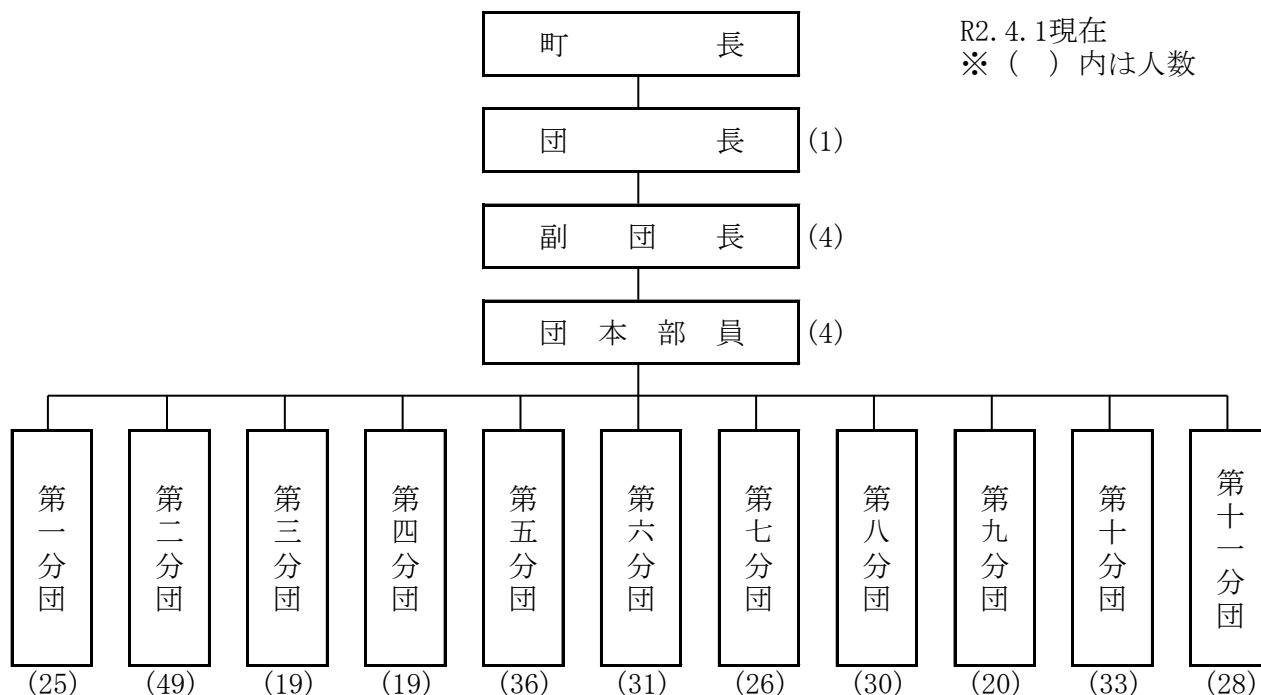 R2.4.1現在
※（　）内は人数
町　　　　　長
団　　　　　長 (1)
副　団　長 (4)
団　本　部　員 (4)
第一分団
第二分団
第三分団
第四分団
第五分団
第六分団
第七分団
第八分団
第九分団
第十分団
第十一分団
(25) (49) (19) (19) (36) (31) (26) (30) (20) (33) (28)